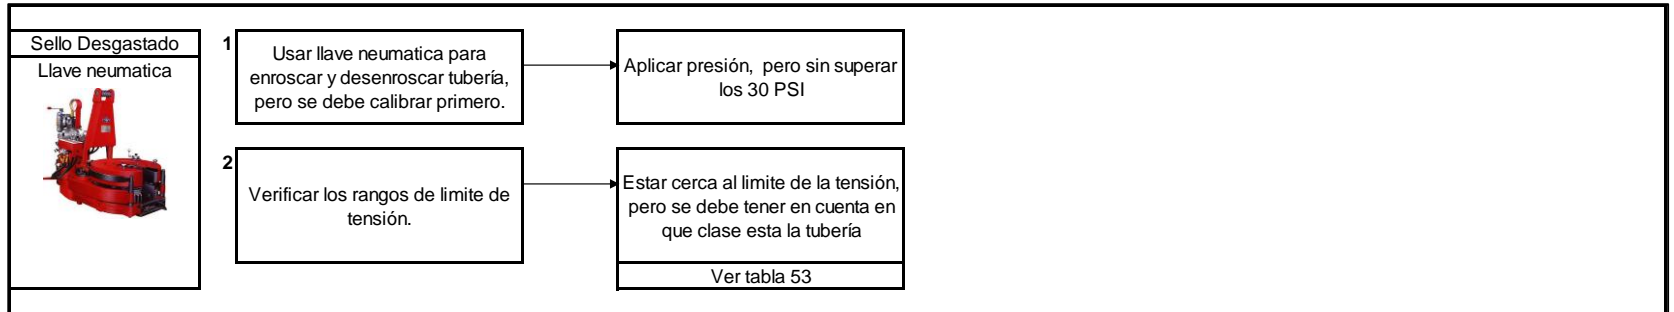 Sello Desgastado
Llave neumatica
1
Usar llave neumatica para
enroscar y desenroscar tubería,
pero se debe calibrar primero.
Aplicar presión, pero sin superar
los 30 PSI
2
Verificar los rangos de limite de
tensión.
Estar cerca al limite de la tensión,
pero se debe tener en cuenta en
que clase esta la tubería
Ver tabla 53